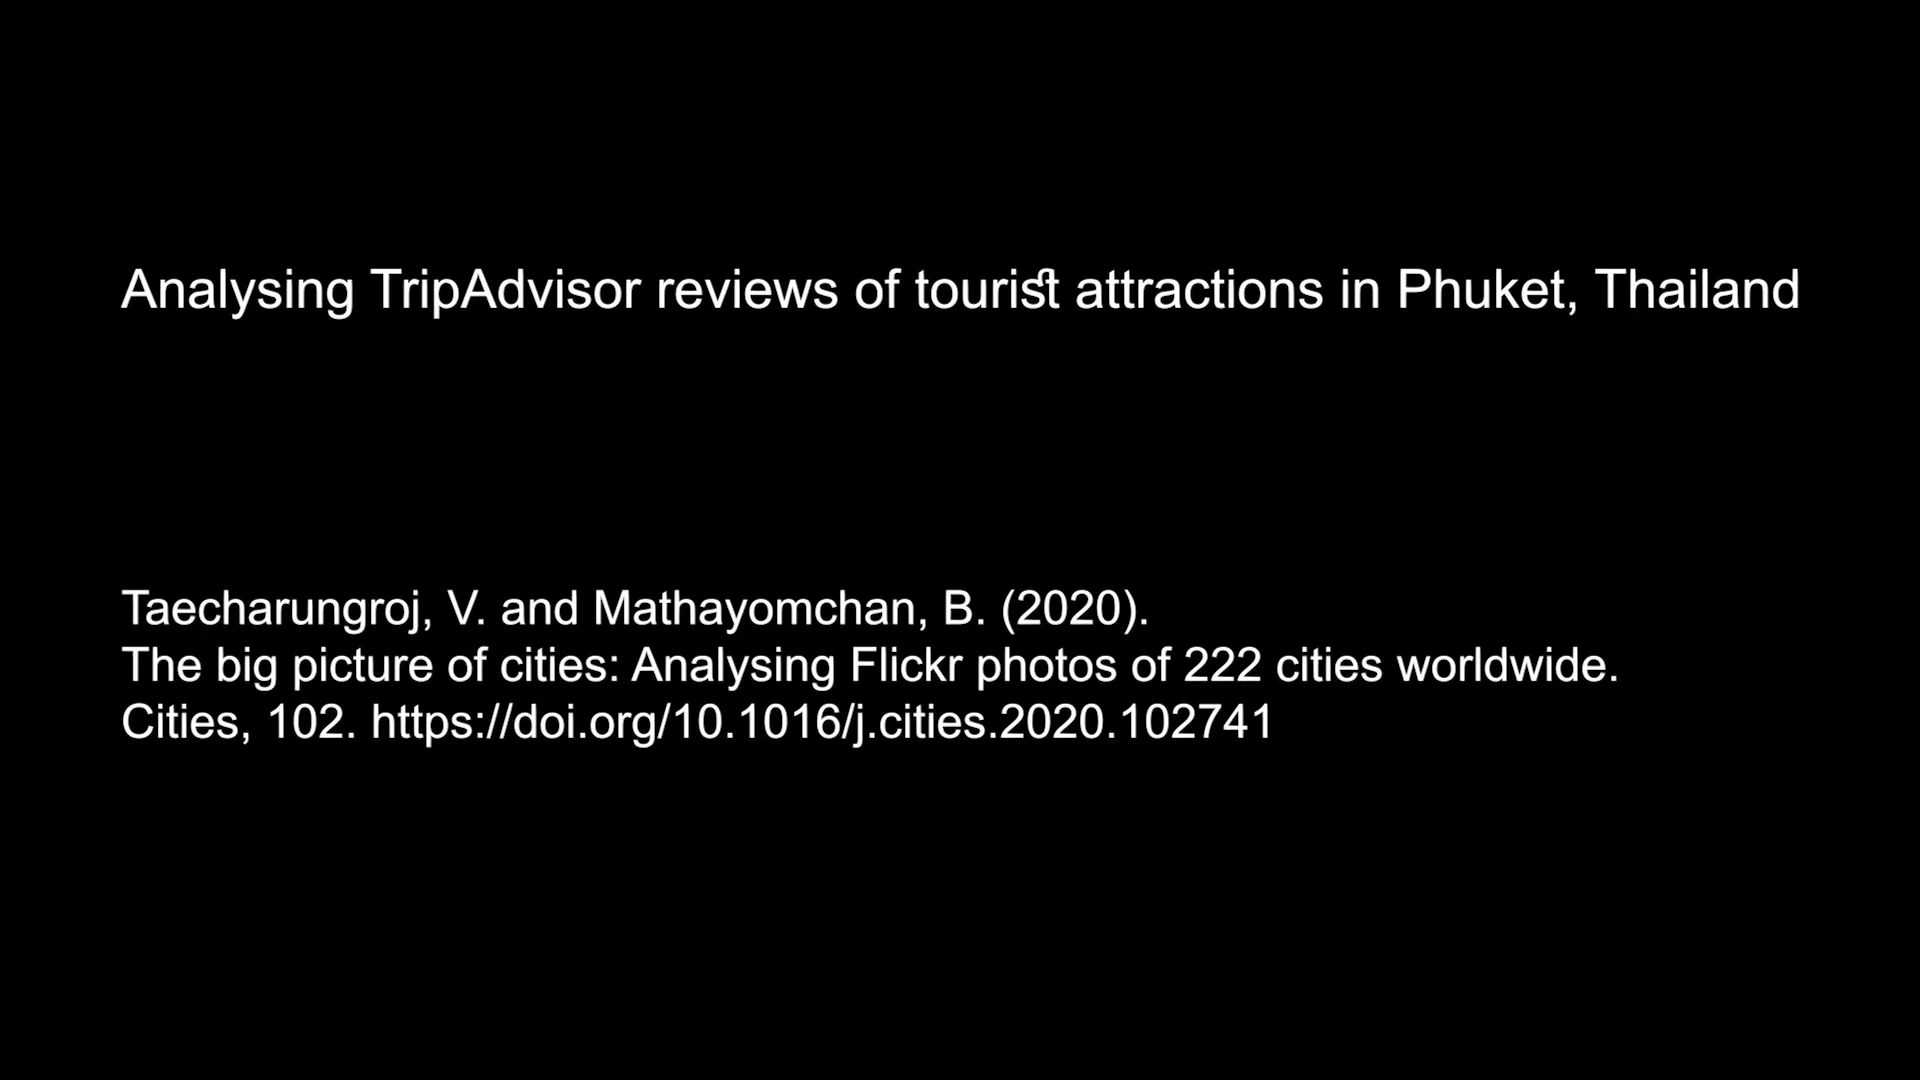 Analysing TripAdvisor reviews of tourist attractions in Phuket, Thailand
Taecharungroj, V. and Mathayomchan, B. (2020).
The big picture of cities: Analysing Flickr photos of 222 cities worldwide.
Cities, 102. https://doi.org/10.1016/j.cities.2020.102741